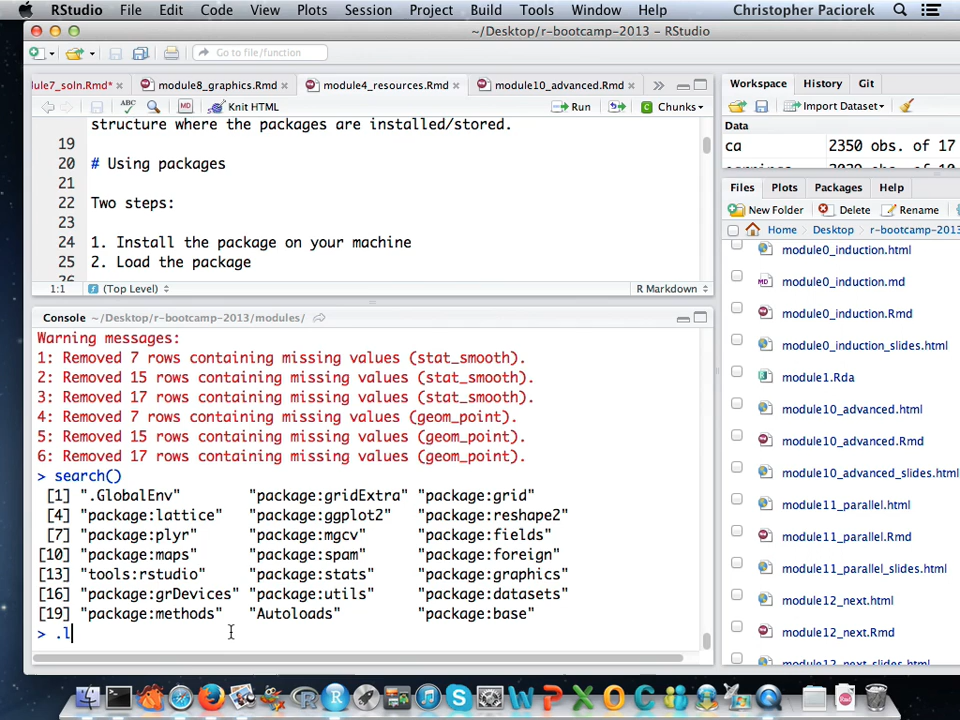 RStudio File Edit Code View Plots Session Project Build Tools Window Help Christopher Paciorek
~/Desktop/r-bootcamp-2013 - RStudio
Go to file/function
lule7_soln.Rmd* module8_graphics.Rmd module4_resources.Rmd module10_advanced.Rmd
ABC MD Knit HTML Run Chunks
structure where the packages are installed/stored.
19
20 # Using packages
21
22 Two steps:
23
24 1. Install the package on your machine
25 2. Load the package
1:1 (Top Level) R Markdown
Console ~/Desktop/r-bootcamp-2013/modules/
Warning messages:
1: Removed 7 rows containing missing values (stat_smooth).
2: Removed 15 rows containing missing values (stat_smooth).
3: Removed 17 rows containing missing values (stat_smooth).
4: Removed 7 rows containing missing values (geom_point).
5: Removed 15 rows containing missing values (geom_point).
6: Removed 17 rows containing missing values (geom_point).
> search()
[1] ".GlobalEnv" "package:gridExtra" "package:grid"
[4] "package:lattice" "package:ggplot2" "package:reshape2"
[7] "package:plyr" "package:mgcv" "package:fields"
[10] "package:maps" "package:spam" "package:foreign"
[13] "tools:rstudio" "package:stats" "package:graphics"
[16] "package:grDevices" "package:utils" "package:datasets"
[19] "package:methods" "Autoloads" "package:base"
> .l
Workspace History Git
Import Dataset
Data
ca 2350 obs. of 17
Files Plots Packages Help
New Folder Delete Rename
Home Desktop r-bootcamp-2013
module0_induction.html
module0_induction.md
module0_induction.Rmd
module0_induction_slides.html
module1.Rda
module10_advanced.html
module10_advanced.Rmd
module10_advanced_slides.html
module11_parallel.html
module11_parallel.Rmd
module11_parallel_slides.html
module12_next.html
module12_next.Rmd
module12_next_slides.html